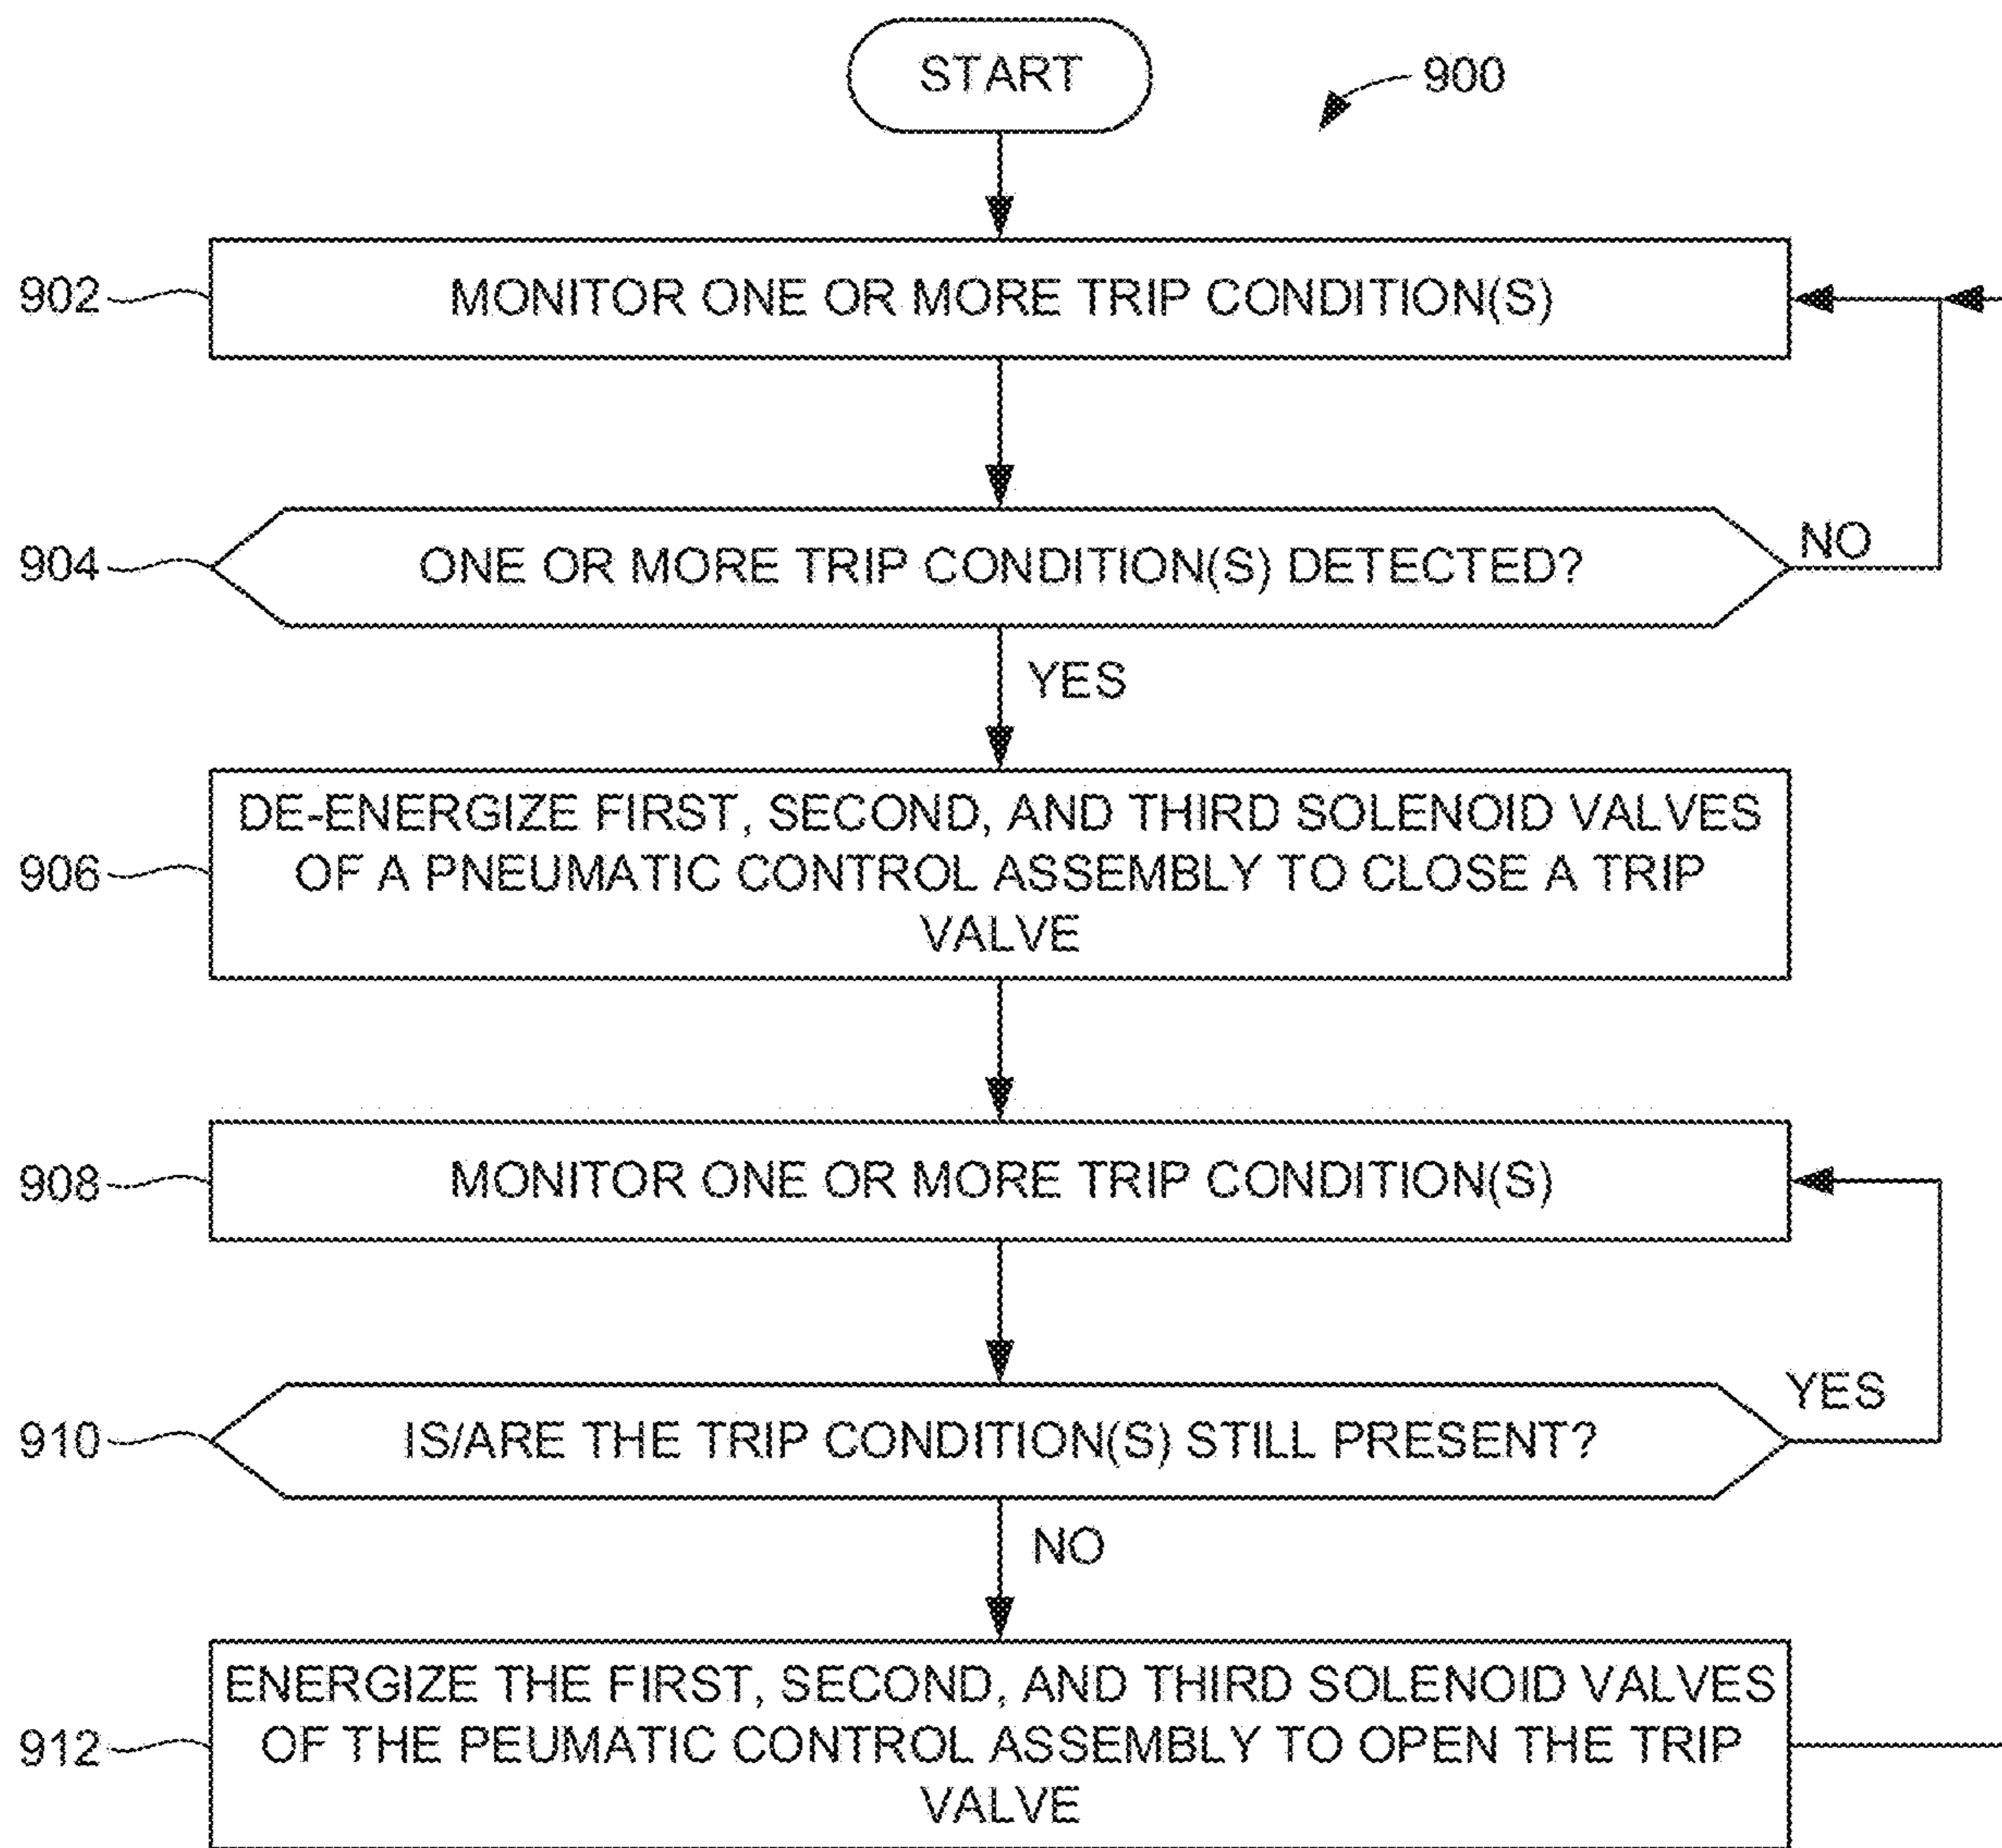 START
900
902
MONITOR ONE OR MORE TRIP CONDITION(S)
904
ONE OR MORE TRIP CONDITION(S) DETECTED?
NO
YES
906
DE-ENERGIZE FIRST, SECOND, AND THIRD SOLENOID VALVES
OF A PNEUMATIC CONTROL ASSEMBLY TO CLOSE A TRIP
VALVE
908
MONITOR ONE OR MORE TRIP CONDITION(S)
910
IS/ARE THE TRIP CONDITION(S) STILL PRESENT?
YES
NO
912
ENERGIZE THE FIRST, SECOND, AND THIRD SOLENOID VALVES
OF THE PEUMATIC CONTROL ASSEMBLY TO OPEN THE TRIP
VALVE